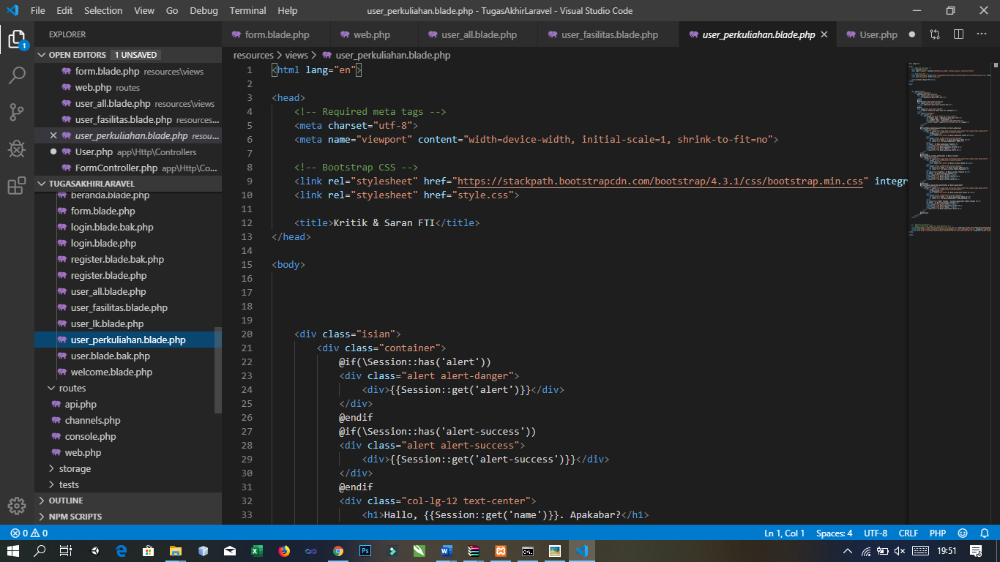 File Edit Selection View Go Debug Terminal Help
user_perkuliahan.blade.php - TugasAkhirLaravel - Visual Studio Code
1
EXPLORER
OPEN EDITORS 1 UNSAVED
form.blade.php resources\views
web.php routes
user_all.blade.php resources\views
user_fasilitas.blade.php resources...
user_perkuliahan.blade.php resou...
User.php app\Http\Controllers
FormController.php app\Http\Co...
TUGASAKHIRLARAVEL
beranda.blade.php
form.blade.php
login.blade.bak.php
login.blade.php
register.blade.bak.php
register.blade.php
user_all.blade.php
user_fasilitas.blade.php
user_lk.blade.php
user_perkuliahan.blade.php
user.blade.bak.php
welcome.blade.php
routes
api.php
channels.php
console.php
web.php
storage
tests
OUTLINE
NPM SCRIPTS
form.blade.php web.php user_all.blade.php user_fasilitas.blade.php user_perkuliahan.blade.php User.php
resources > views > user_perkuliahan.blade.php
1 <html lang="en">
2
3 <head>
4 <!-- Required meta tags -->
5 <meta charset="utf-8">
6 <meta name="viewport" content="width=device-width, initial-scale=1, shrink-to-fit=no">
7
8 <!-- Bootstrap CSS -->
9 <link rel="stylesheet" href="https://stackpath.bootstrapcdn.com/bootstrap/4.3.1/css/bootstrap.min.css" integr
10 <link rel="stylesheet" href="style.css">
11
12 <title>Kritik & Saran FTI</title>
13 </head>
14
15 <body>
16
17
18
19
20 <div class="isian">
21 <div class="container">
22 @if(\Session::has('alert'))
23 <div class="alert alert-danger">
24 <div>{{Session::get('alert')}}</div>
25 </div>
26 @endif
27 @if(\Session::has('alert-success'))
28 <div class="alert alert-success">
29 <div>{{Session::get('alert-success')}}</div>
30 </div>
31 @endif
32 <div class="col-lg-12 text-center">
33 <h1>Hallo, {{Session::get('name')}}. Apakabar?</h1>
0 0
Ln 1, Col 1 Spaces: 4 UTF-8 CRLF PHP
19:51